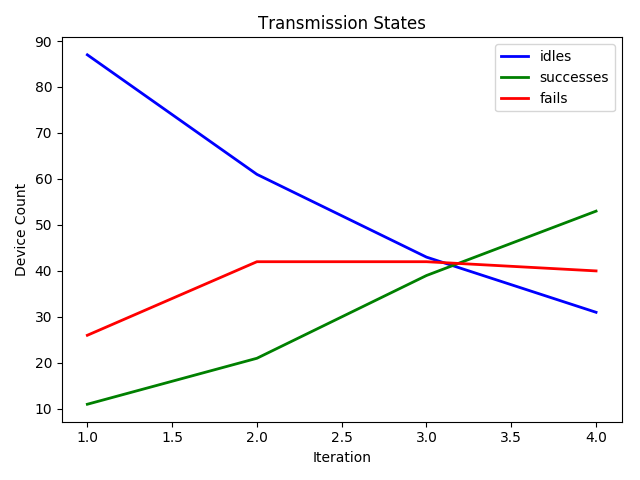 Transmission States
90
80
70
60
50
40
30
20
10
Device Count
idles
successes
fails
1.0 1.5 2.0 2.5 3.0 3.5 4.0
Iteration